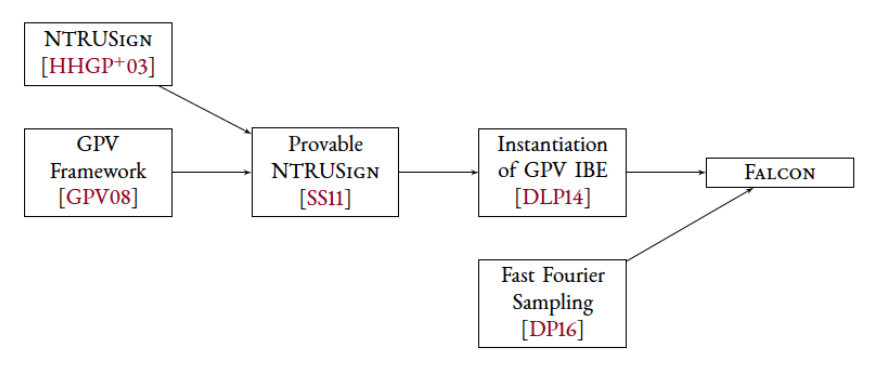 NTRUSIGN
[HHGP+03]
GPV
Framework
[GPV08]
Provable
NTRUSIGN
[SS11]
Instantiation
of GPV IBE
[DLP14]
FALCON
Fast Fourier
Sampling
[DP16]